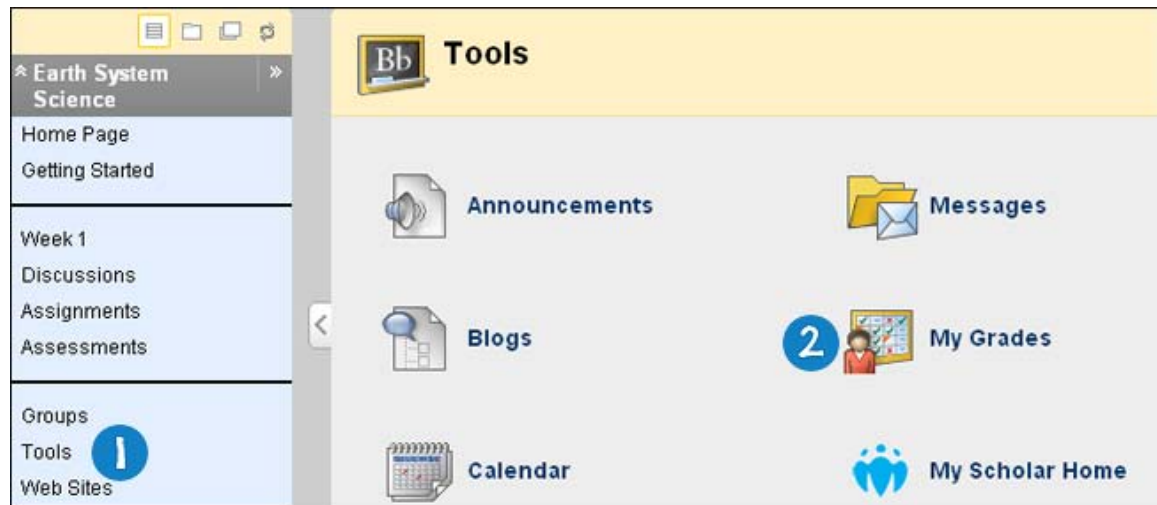 Earth System
Science
Home Page
Getting Started
Week 1
Discussions
Assignments
Assessments
Groups
Tools 1
Web Sites
Bb Tools
Announcements
Messages
Blogs
2 My Grades
Calendar
My Scholar Home